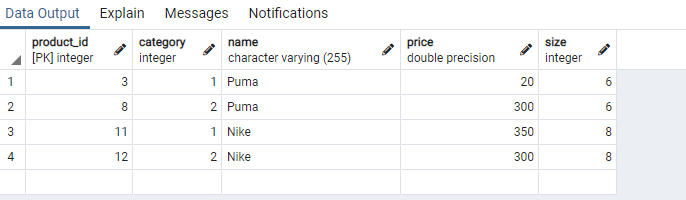 Data Output Explain Messages Notifications
product_id category name price size
[PK] integer integer character varying (255) double precision integer
1 3 1 Puma 20 6
2 8 2 Puma 300 6
3 11 1 Nike 350 8
4 12 2 Nike 300 8